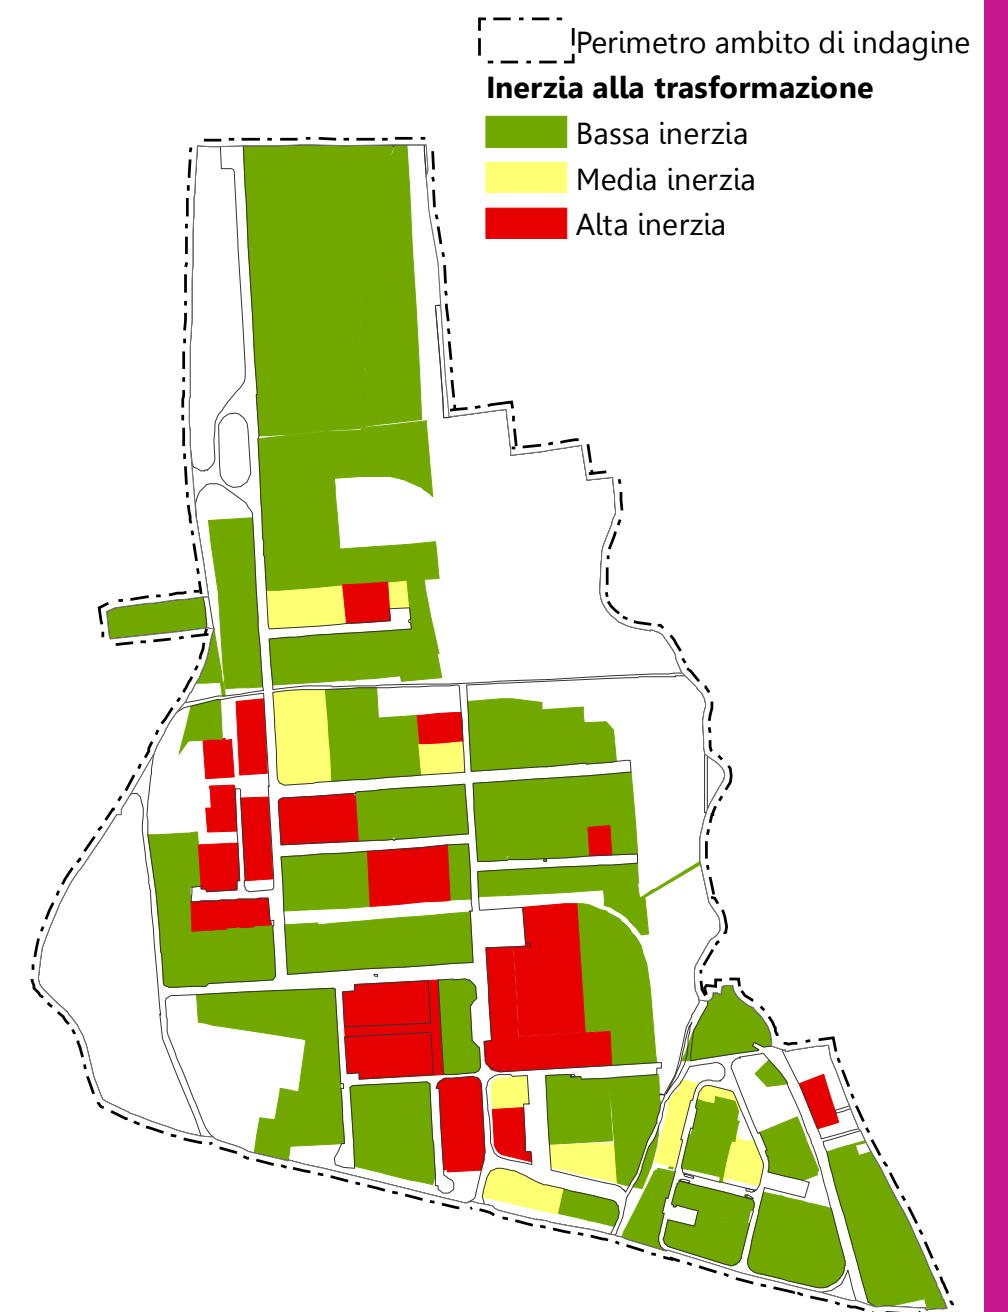 Perimetro ambito di indagine
Inerzia alla trasformazione
Bassa inerzia
Media inerzia
Alta inerzia